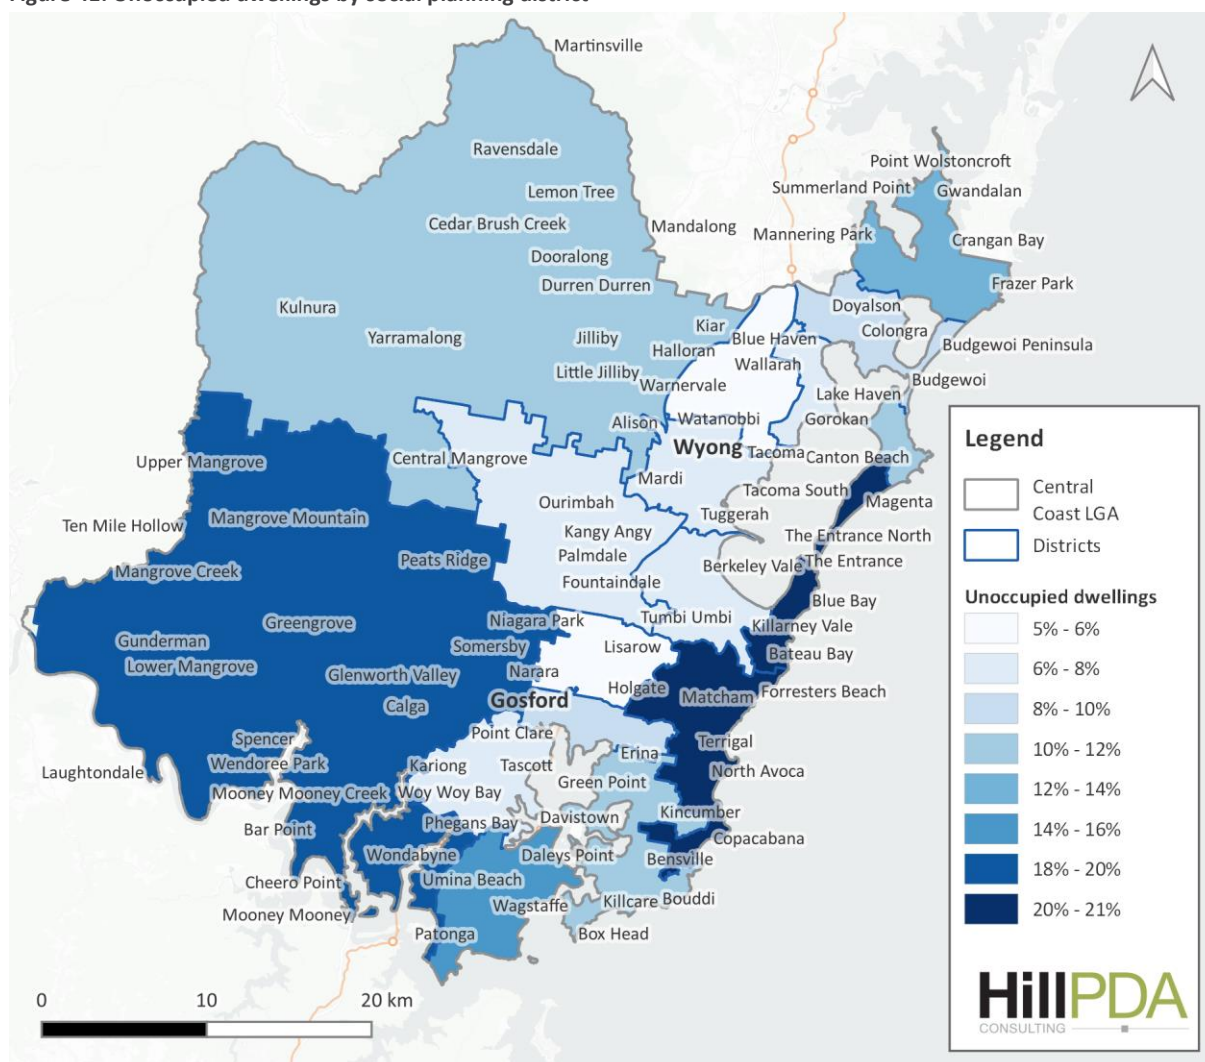 Figure 42: Unoccupied dwellings by social planning district
Martinsville
Ravensdale
Point Wolstoncroft
Lemon Tree
Summerland Point
Gwandalan
Cedar Brush Creek
Mandalong
Mannering Park
Crangan Bay
Dooralong
Durren Durren
Frazer Park
Kulnura
Doyalson
Kiar
Colongra
Yarramalong
Jilliby
Blue Haven
Budgewoi Peninsula
Halloran
Wallarah
Little Jilliby
Warnervale
Budgewoi
Lake Haven
Alison
Watanobbi
Gorokan
Wyong
Tacoma
Canton Beach
Upper Mangrove
Central Mangrove
Mardi
Tacoma South
Magenta
Ourimbah
Tuggerah
Mangrove Mountain
Ten Mile Hollow
Kangy Angy
The Entrance North
Palmdale
Peats Ridge
Berkeley Vale
The Entrance
Mangrove Creek
Fountaindale
Blue Bay
Niagara Park
Tumbi Umbi
Killarney Vale
Greengrove
Gunderman
Somersby
Lisarow
Bateau Bay
Lower Mangrove
Glenworth Valley
Narara
Holgate
Matcham
Forresters Beach
Gosford
Calga
Point Clare
Spencer
Erina
Terrigal
Wendoree Park
Kariong
Tascott
North Avoca
Laughtondale
Green Point
Mooney Mooney Creek
Woy Woy Bay
Kincumber
Bar Point
Phegans Bay
Davistown
Copacabana
Wondabyne
Daleys Point
Bensville
Cheero Point
Umina Beach
Wagstaffe
Killcare
Bouddi
Mooney Mooney
Patonga
Box Head
0 10 20 km
Legend
Central
Coast LGA
Districts
Unoccupied dwellings
5% - 6%
6% - 8%
8% - 10%
10% - 12%
12% - 14%
14% - 16%
18% - 20%
20% - 21%
HillPDA
CONSULTING